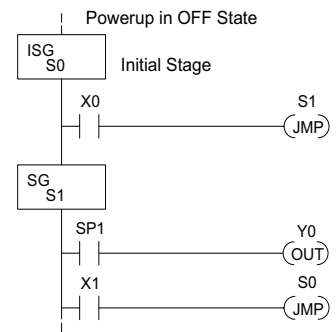 Powerup in OFF State
ISG
S0
Initial Stage
X0
S1
JMP
SG
S1
SP1
Y0
OUT
X1
S0
JMP